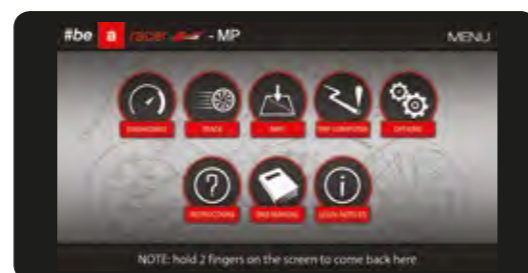 #be a racer - MP
MENU
DASHBOARD TRACK MAP TRIP COMPUTER OPTIONS
INSTRUCTIONS BIKE MANUAL LEGAL NOTICES
NOTE: hold 2 fingers on the screen to come back here